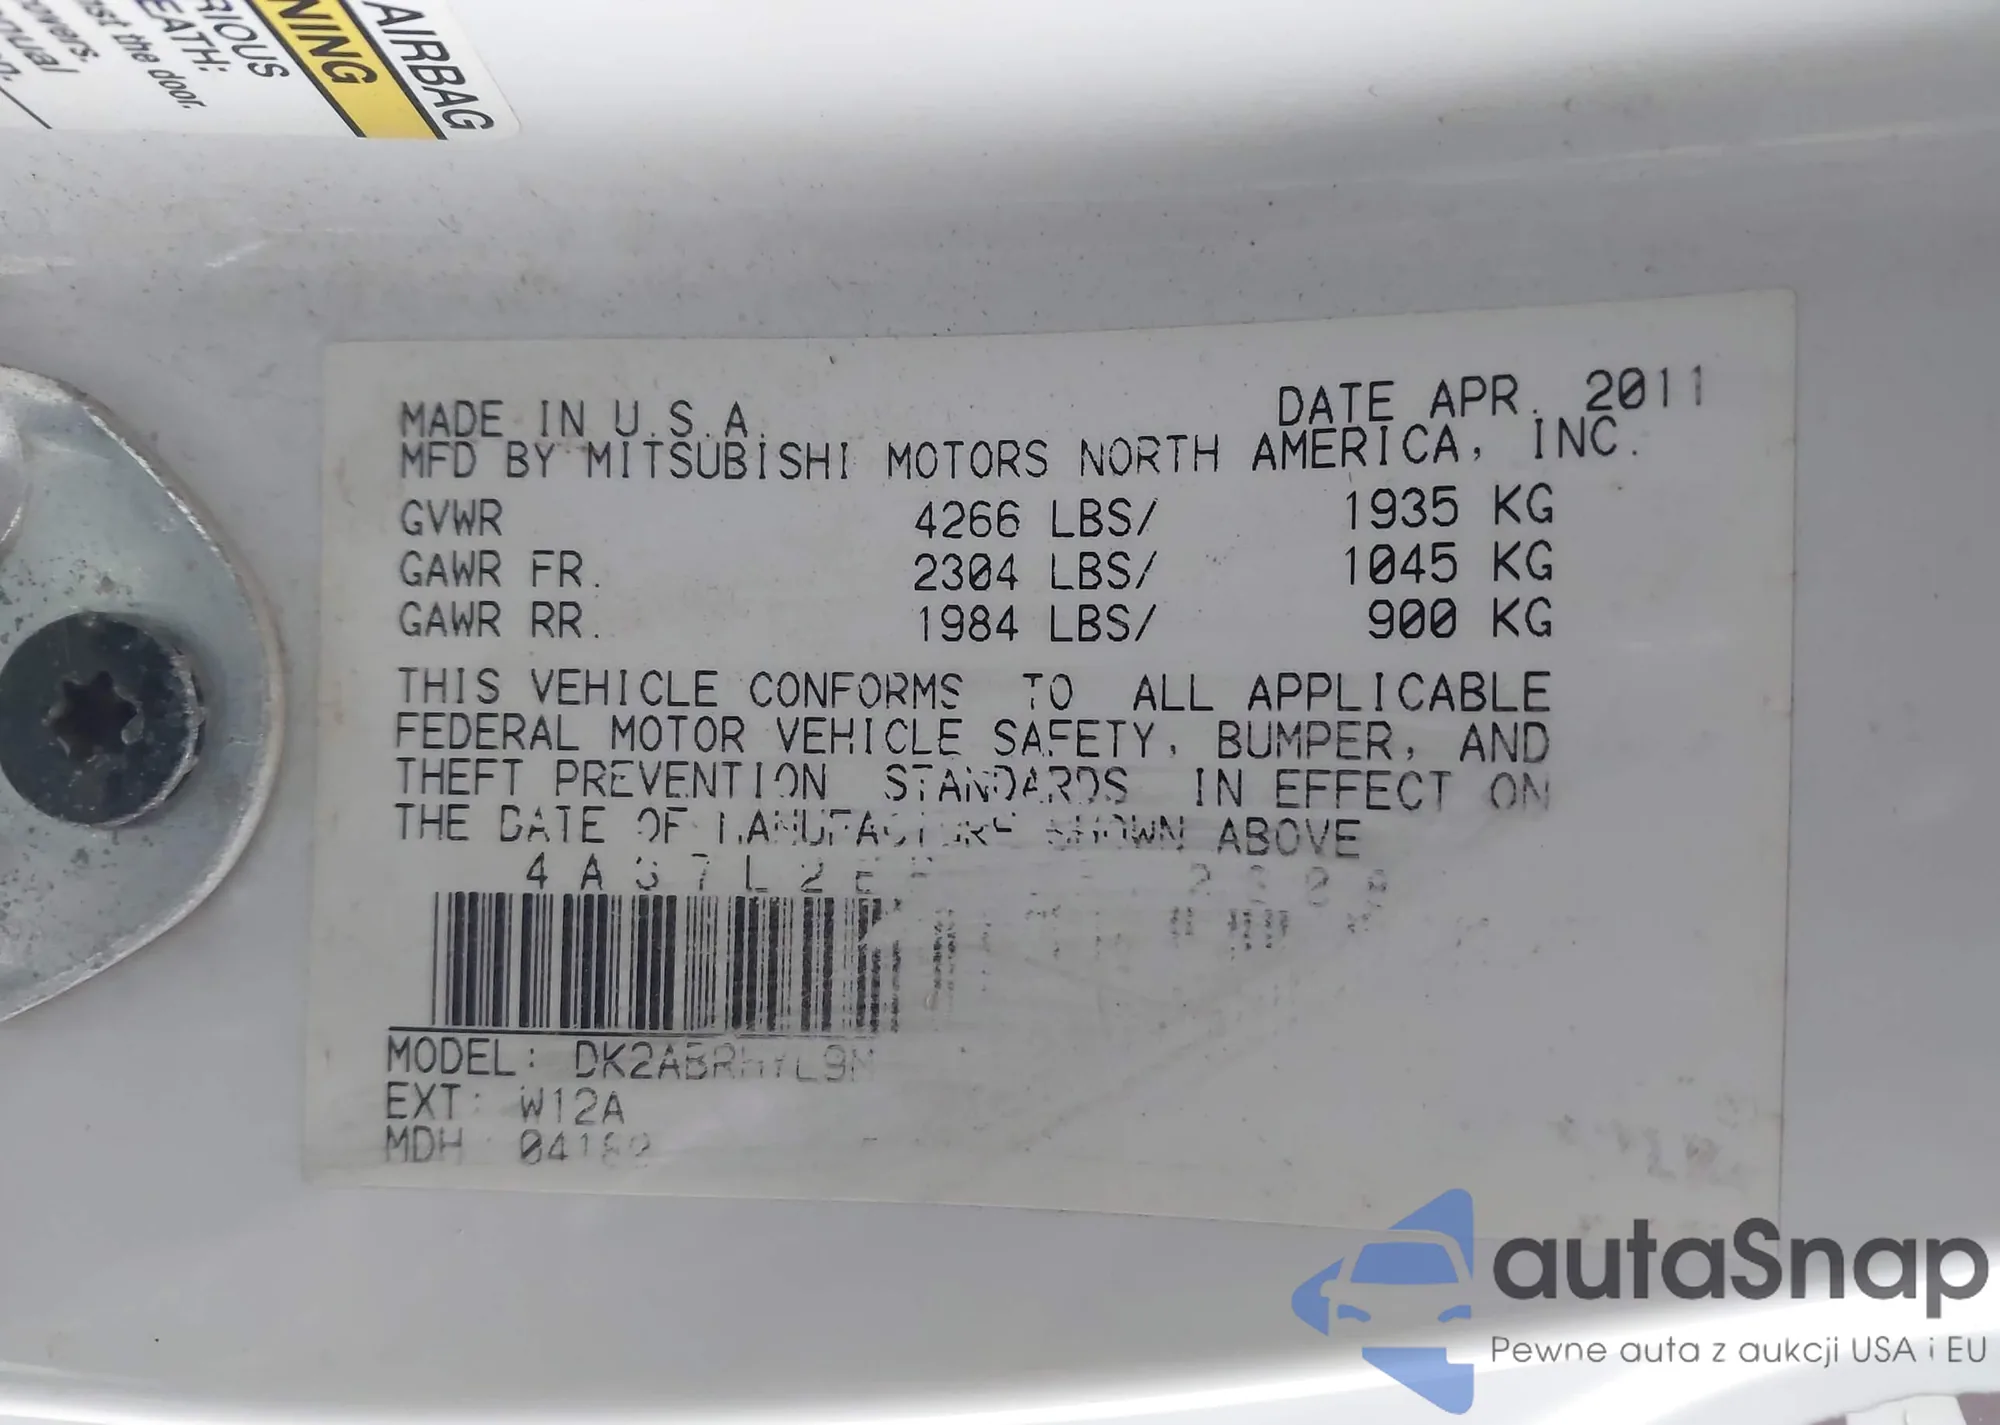 AIRBAG
NING
RIOUS
EATH:
the door.
MADE IN U.S.A. DATE APR. 2011
MFD BY MITSUBISHI MOTORS NORTH AMERICA, INC.
GVWR 4266 LBS/ 1935 KG
GAWR FR. 2304 LBS/ 1045 KG
GAWR RR. 1984 LBS/ 900 KG
THIS VEHICLE CONFORMS TO ALL APPLICABLE
FEDERAL MOTOR VEHICLE SAFETY, BUMPER, AND
THEFT PREVENTION STANDARDS IN EFFECT ON
THE DATE OF MANUFACTURE SHOWN ABOVE
MODEL:
EXT: W12A
MDH
autoSnap
Pewne auta z aukcji USA i EU